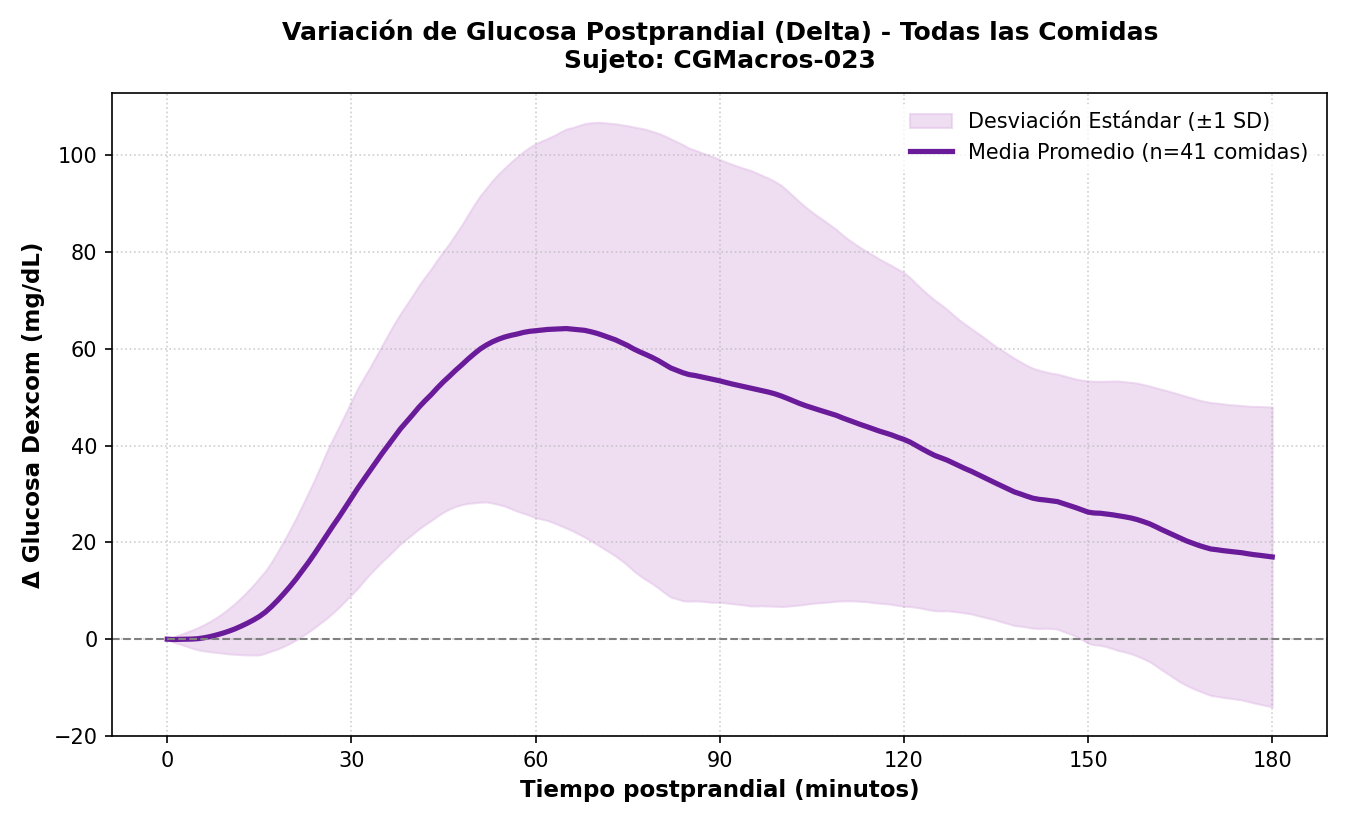 Variación de Glucosa Postprandial (Delta) - Todas las Comidas
Sujeto: CGMacros-023
Desviación Estándar (±1 SD)
Media Promedio (n=41 comidas)
Δ Glucosa Dexcom (mg/dL)
100
80
60
40
20
0
−20
0 30 60 90 120 150 180
Tiempo postprandial (minutos)